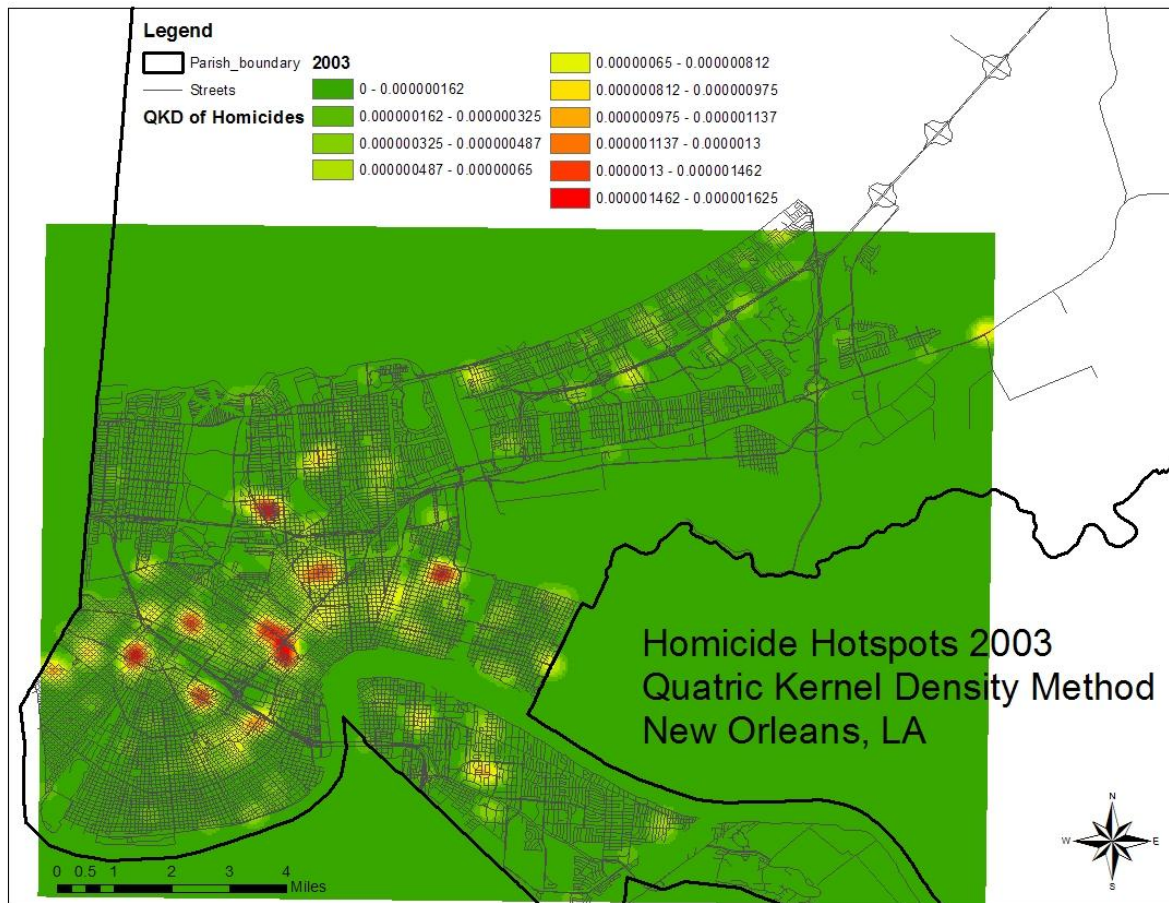 Legend
Parish_boundary
Streets
QKD of Homicides
2003
0 - 0.000000162
0.000000162 - 0.000000325
0.000000325 - 0.000000487
0.000000487 - 0.00000065
0.00000065 - 0.000000812
0.000000812 - 0.000000975
0.000000975 - 0.000001137
0.000001137 - 0.0000013
0.0000013 - 0.000001462
0.000001462 - 0.000001625
Homicide Hotspots 2003
Quatric Kernel Density Method
New Orleans, LA
N
W E
S
0 0.5 1 2 3 4
Miles